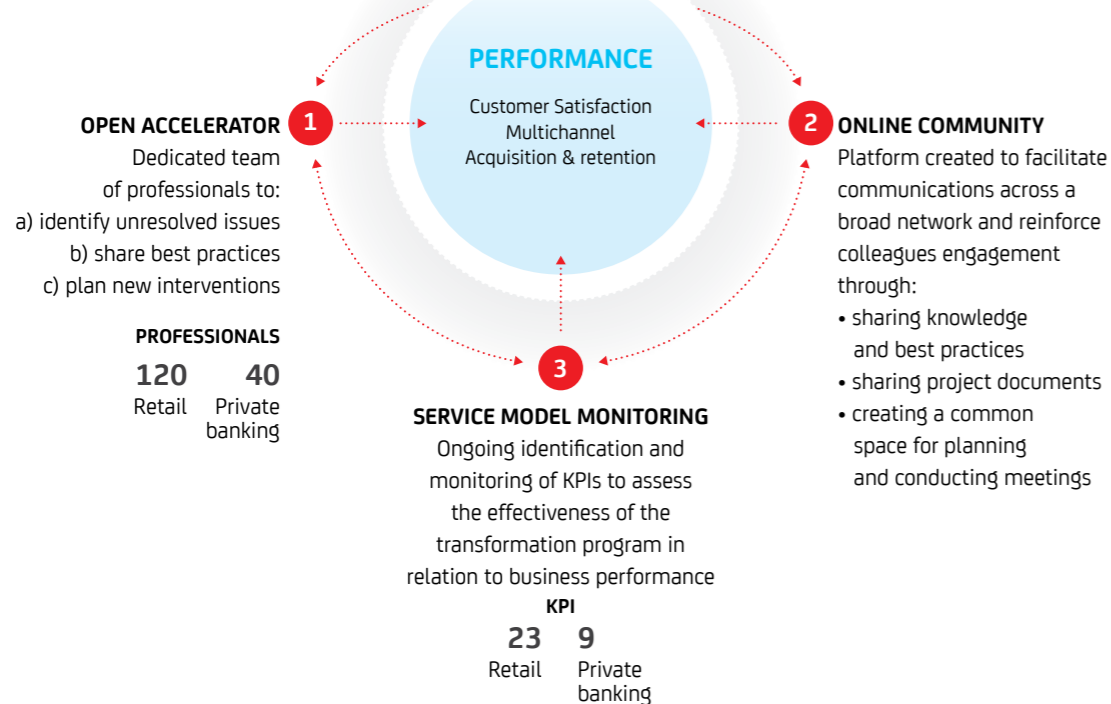 PERFORMANCE
Customer Satisfaction
Multichannel
Acquisition & retention
1
OPEN ACCELERATOR
Dedicated team
of professionals to:
a) identify unresolved issues
b) share best practices
c) plan new interventions
PROFESSIONALS
120 40
Retail Private
banking
2
ONLINE COMMUNITY
Platform created to facilitate
communications across a
broad network and reinforce
colleagues engagement
through:
• sharing knowledge
and best practices
• sharing project documents
• creating a common
space for planning
and conducting meetings
3
SERVICE MODEL MONITORING
Ongoing identification and
monitoring of KPIs to assess
the effectiveness of the
transformation program in
relation to business performance
KPI
23 9
Retail Private
banking